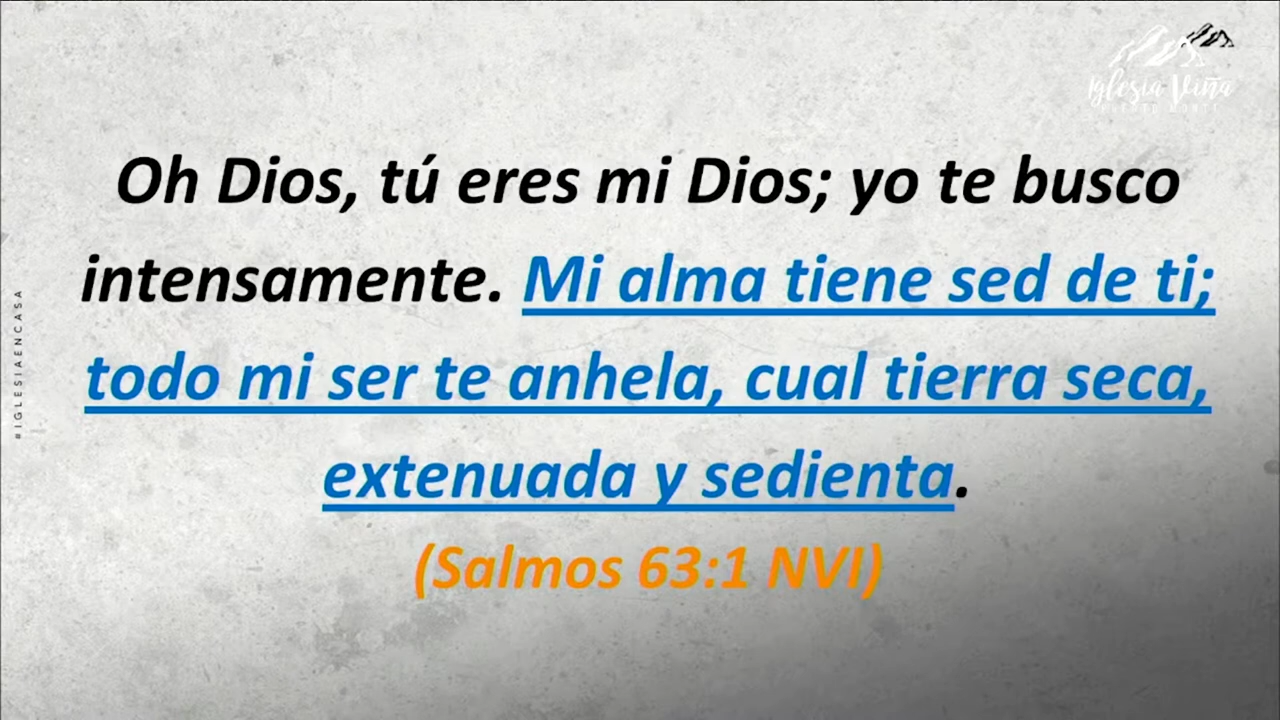 Iglesia Viña
#IGLESIAENCASA
Oh Dios, tú eres mi Dios; yo te busco
intensamente. Mi alma tiene sed de ti;
todo mi ser te anhela, cual tierra seca,
extenuada y sedienta.
(Salmos 63:1 NVI)